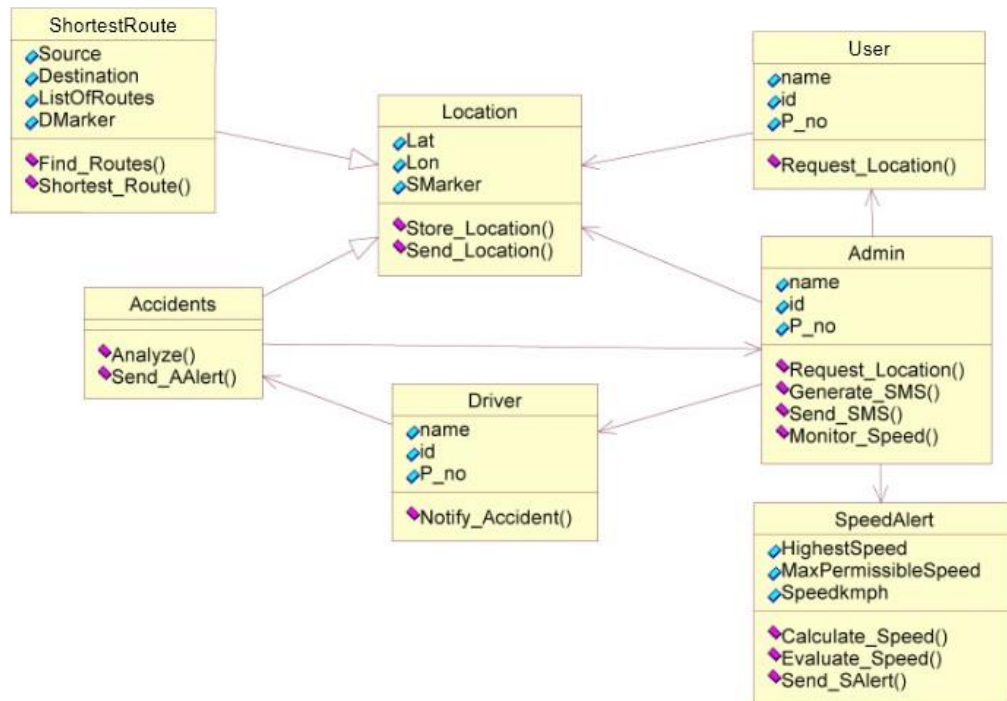 ShortestRoute
Source
Destination
ListOfRoutes
DMarker
Find_Routes()
Shortest_Route()
Location
Lat
Lon
SMarker
Store_Location()
Send_Location()
User
name
id
P_no
Request_Location()
Admin
name
id
P_no
Request_Location()
Generate_SMS()
Send_SMS()
Monitor_Speed()
Accidents
Analyze()
Send_AAlert()
Driver
name
id
P_no
Notify_Accident()
SpeedAlert
HighestSpeed
MaxPermissibleSpeed
Speedkmph
Calculate_Speed()
Evaluate_Speed()
Send_SAlert()